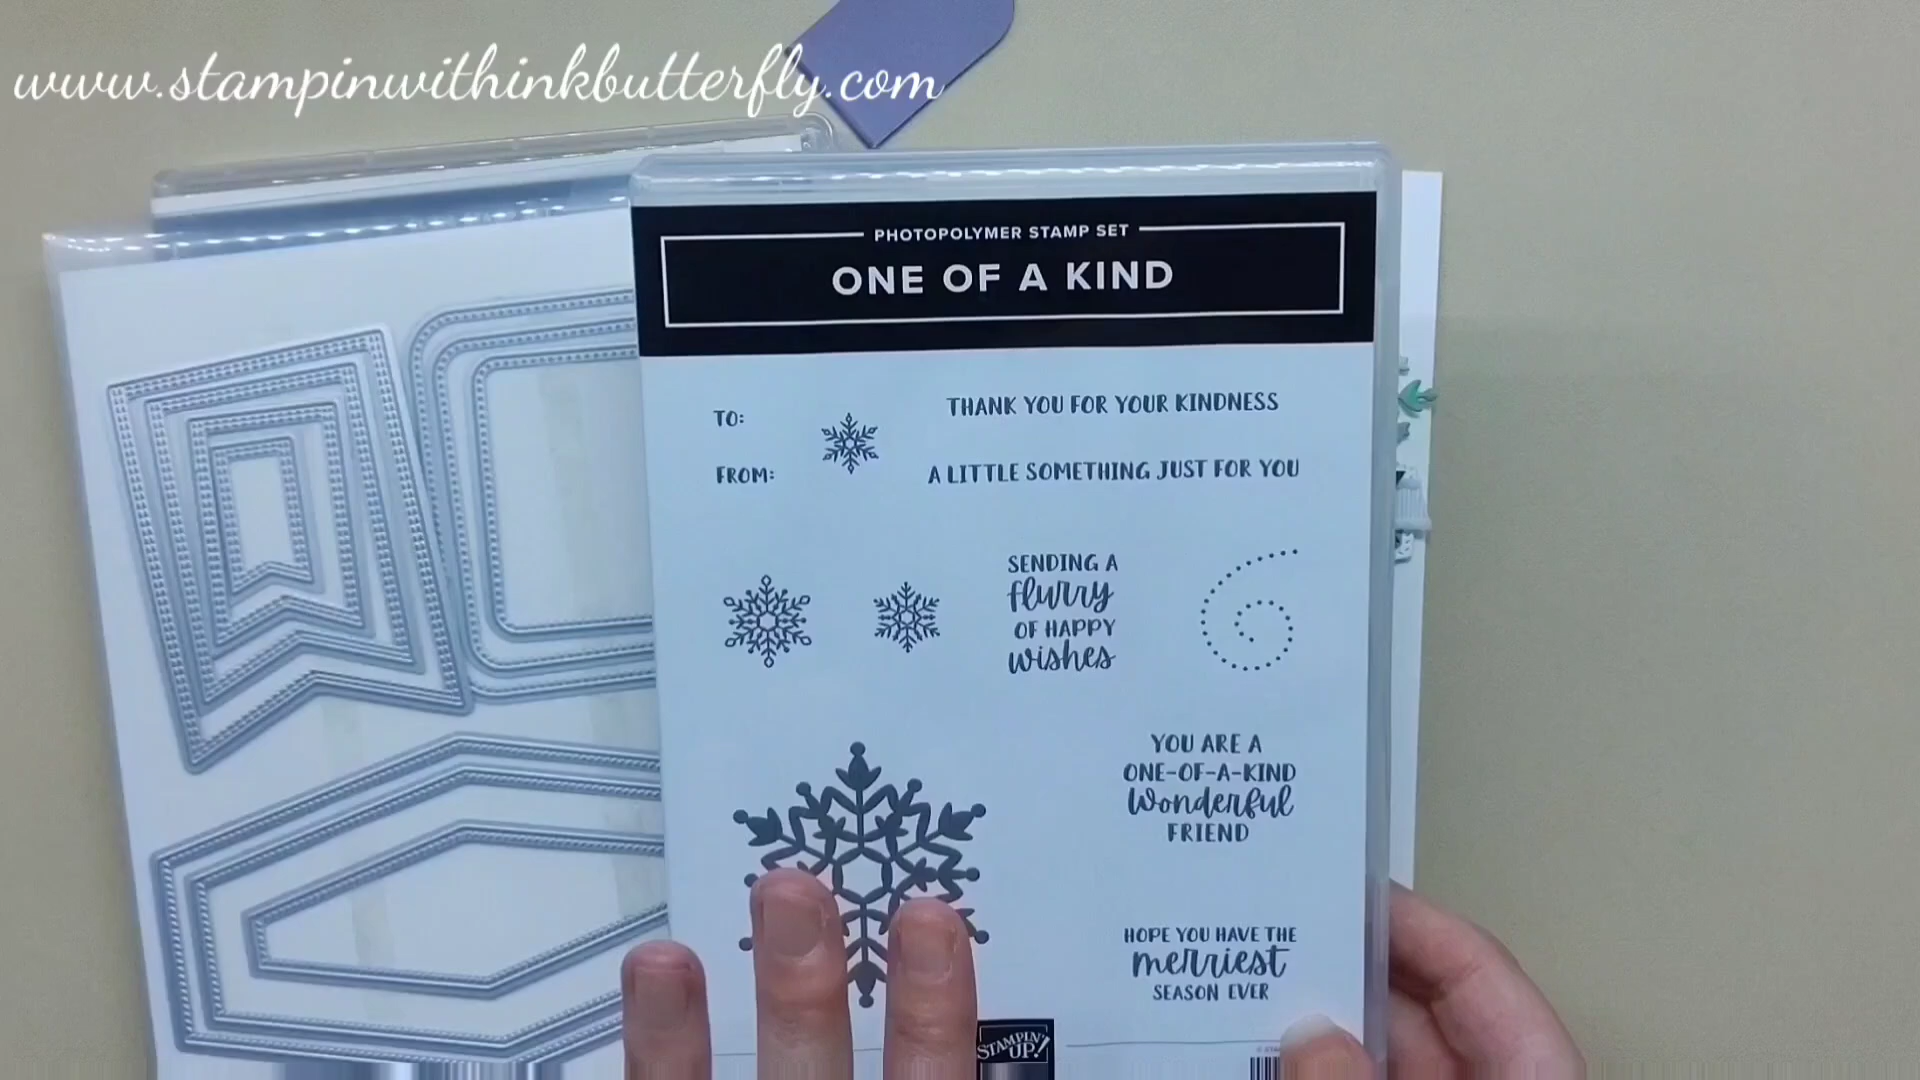 www.stampinwithinkbutterfly.com
PHOTOPOLYMER STAMP SET
ONE OF A KIND
TO:
THANK YOU FOR YOUR KINDNESS
FROM:
A LITTLE SOMETHING JUST FOR YOU
SENDING A
flurry
OF HAPPY
wishes
YOU ARE A
ONE-OF-A-KIND
Wonderful
FRIEND
HOPE YOU HAVE THE
merriest
SEASON EVER
STAMPIN' UP!